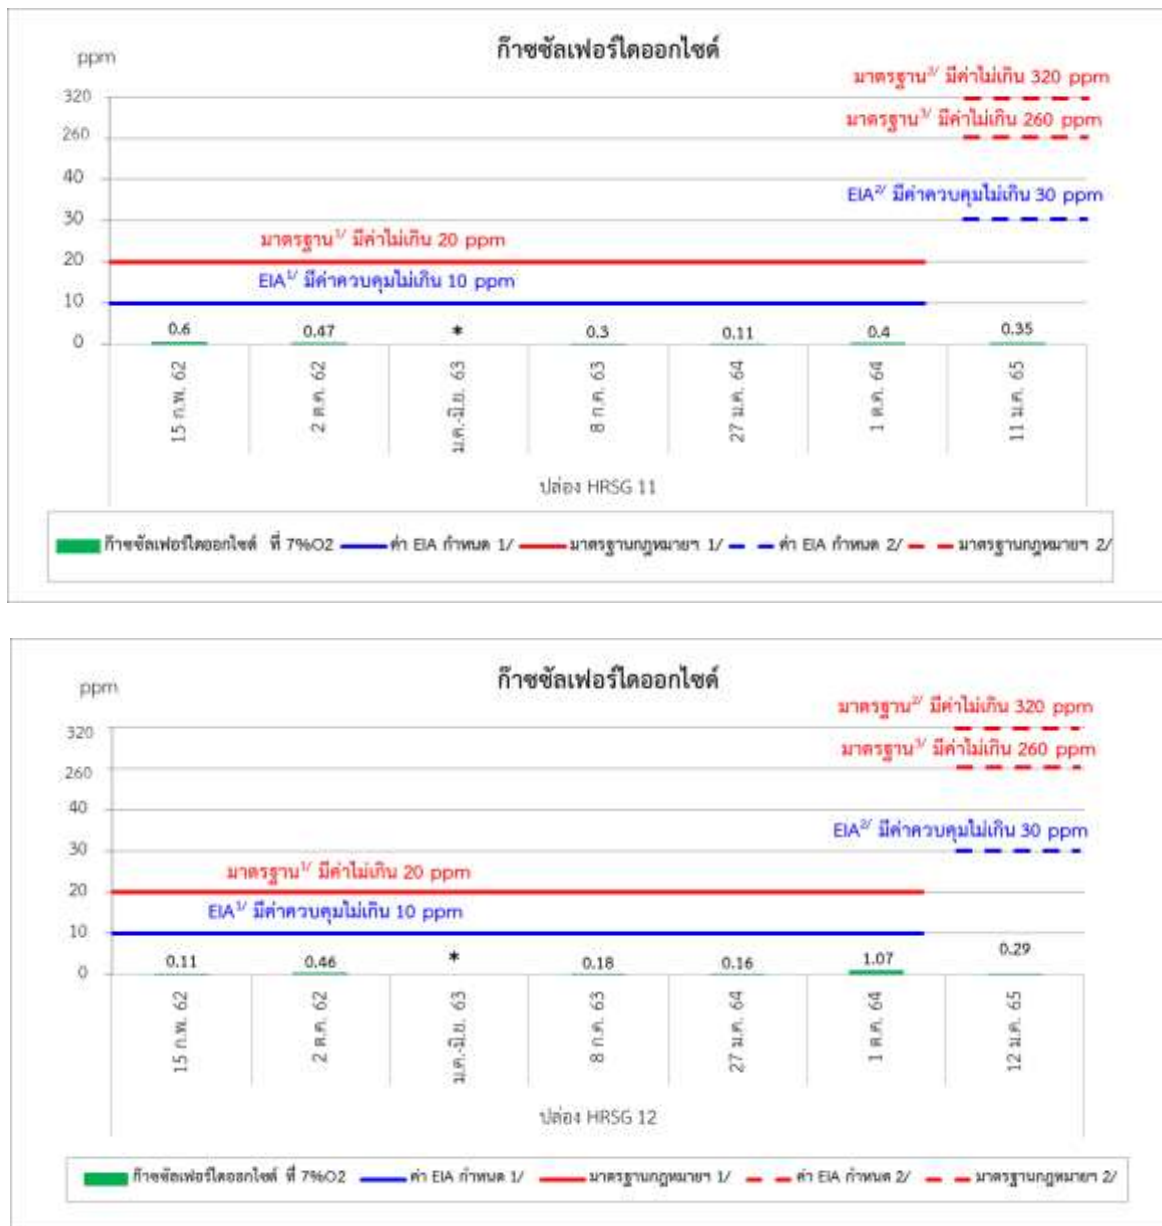 ก๊าซซัลเฟอร์ไดออกไซด์
ppm
มาตรฐาน²/ มีค่าไม่เกิน 320 ppm
320
มาตรฐาน³/ มีค่าไม่เกิน 260 ppm
260
40
EIA²/ มีค่าควบคุมไม่เกิน 30 ppm
30
มาตรฐาน¹/ มีค่าไม่เกิน 20 ppm
20
EIA¹/ มีค่าควบคุมไม่เกิน 10 ppm
10
0.6 0.47 * 0.3 0.11 0.4 0.35
0
15 ก.พ. 62 2 ต.ค. 62 ม.ค.-มิ.ย. 63 8 ก.ค. 63 27 ม.ค. 64 1 ต.ค. 64 11 ม.ค. 65
ปล่อง HRSG 11
ก๊าซซัลเฟอร์ไดออกไซด์ ที่ 7%O2 ค่า EIA กำหนด 1/ มาตรฐานกฎหมายฯ 1/ ค่า EIA กำหนด 2/ มาตรฐานกฎหมายฯ 2/
ก๊าซซัลเฟอร์ไดออกไซด์
ppm
มาตรฐาน²/ มีค่าไม่เกิน 320 ppm
320
มาตรฐาน³/ มีค่าไม่เกิน 260 ppm
260
40
EIA²/ มีค่าควบคุมไม่เกิน 30 ppm
30
มาตรฐาน¹/ มีค่าไม่เกิน 20 ppm
20
EIA¹/ มีค่าควบคุมไม่เกิน 10 ppm
10
0.11 0.46 * 0.18 0.16 1.07 0.29
0
15 ก.พ. 62 2 ต.ค. 62 ม.ค.-มิ.ย. 63 8 ก.ค. 63 27 ม.ค. 64 1 ต.ค. 64 12 ม.ค. 65
ปล่อง HRSG 12
ก๊าซซัลเฟอร์ไดออกไซด์ ที่ 7%O2 ค่า EIA กำหนด 1/ มาตรฐานกฎหมายฯ 1/ ค่า EIA กำหนด 2/ มาตรฐานกฎหมายฯ 2/